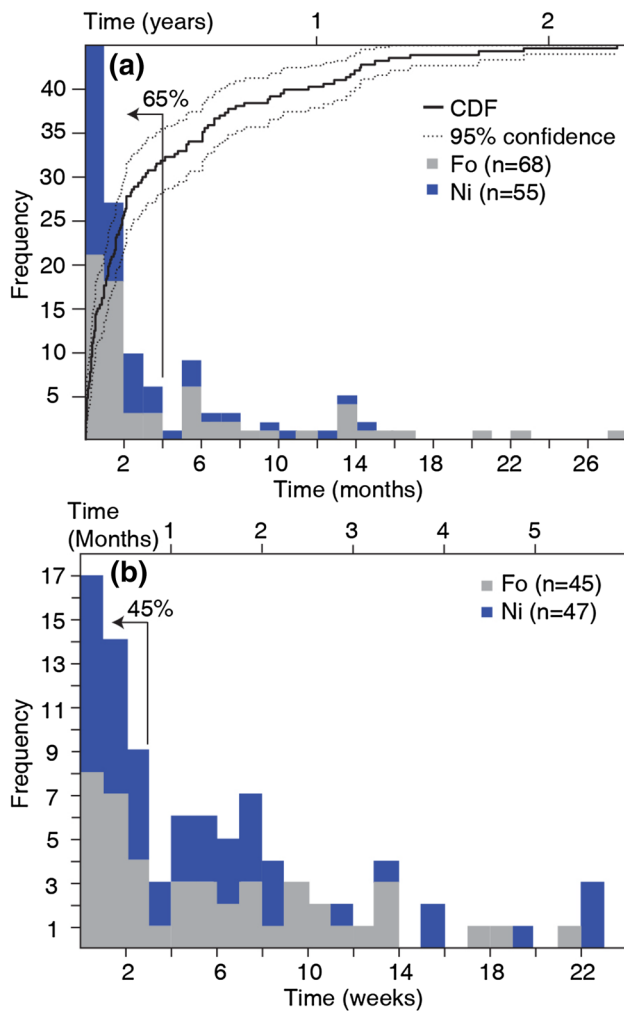 Time (years) 1 2
(a)
65%
CDF
95% confidence
Fo (n=68)
Ni (n=55)
Frequency
40
35
30
25
20
15
10
5
2 6 10 14 18 22 26
Time (months)
Time
(Months) 1 2 3 4 5
(b)
45%
Fo (n=45)
Ni (n=47)
Frequency
17
15
13
11
9
7
5
3
1
2 6 10 14 18 22
Time (weeks)